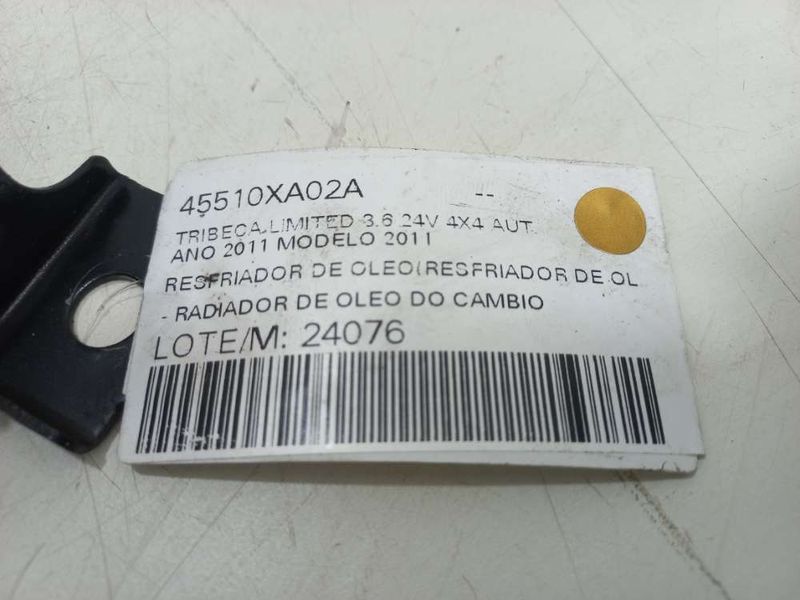 45510XA02A --
TRIBECA LIMITED 3.6 24V 4X4 AUT.
ANO 2011 MODELO 2011
RESFRIADOR DE OLEO(RESFRIADOR DE OL
- RADIADOR DE OLEO DO CAMBIO
LOTE/M: 24076